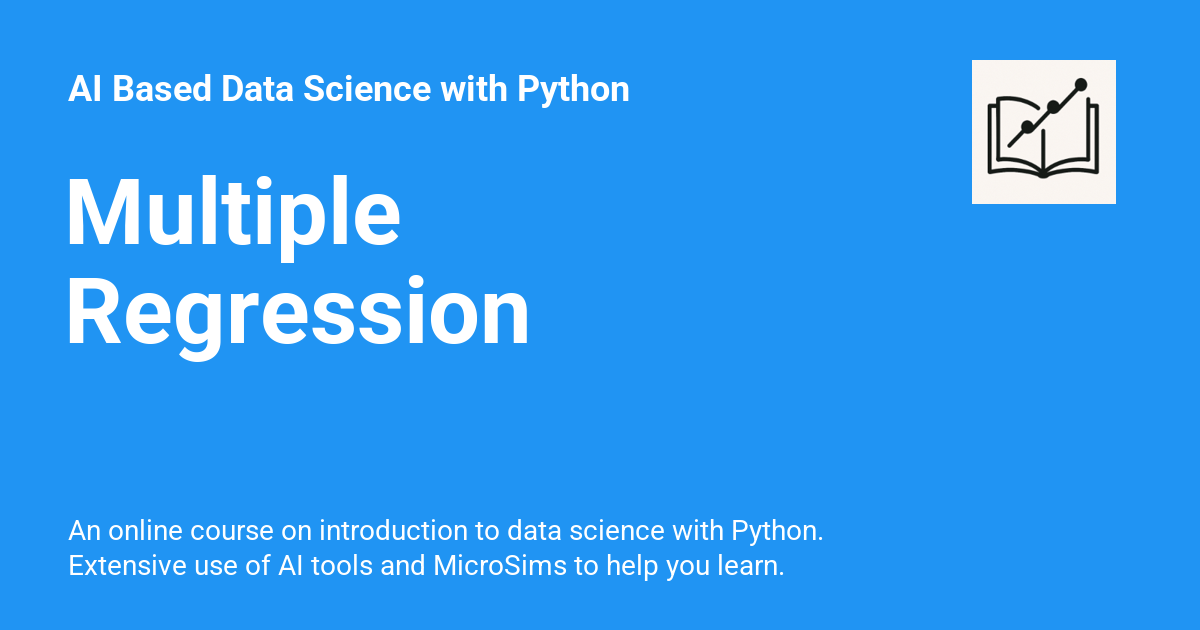 AI Based Data Science with Python
Multiple
Regression
An online course on introduction to data science with Python.
Extensive use of AI tools and MicroSims to help you learn.